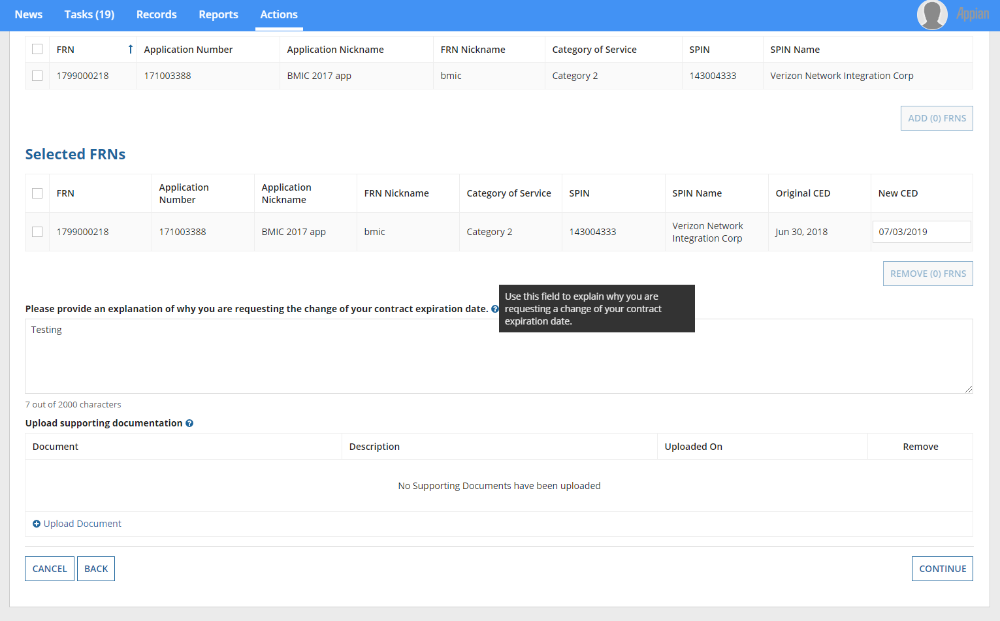 News Tasks (19) Records Reports Actions Appian
FRN Application Number Application Nickname FRN Nickname Category of Service SPIN SPIN Name
1799000218 171003388 BMIC 2017 app bmic Category 2 143004333 Verizon Network Integration Corp
ADD (0) FRNS
Selected FRNs
FRN Application Number Application Nickname FRN Nickname Category of Service SPIN SPIN Name Original CED New CED
1799000218 171003388 BMIC 2017 app bmic Category 2 143004333 Verizon Network Integration Corp Jun 30, 2018 07/03/2019
REMOVE (0) FRNS
Please provide an explanation of why you are requesting the change of your contract expiration date. ?
Use this field to explain why you are
requesting a change of your contract
expiration date.
Testing
7 out of 2000 characters
Upload supporting documentation ?
Document Description Uploaded On Remove
No Supporting Documents have been uploaded
Upload Document
CANCEL BACK CONTINUE